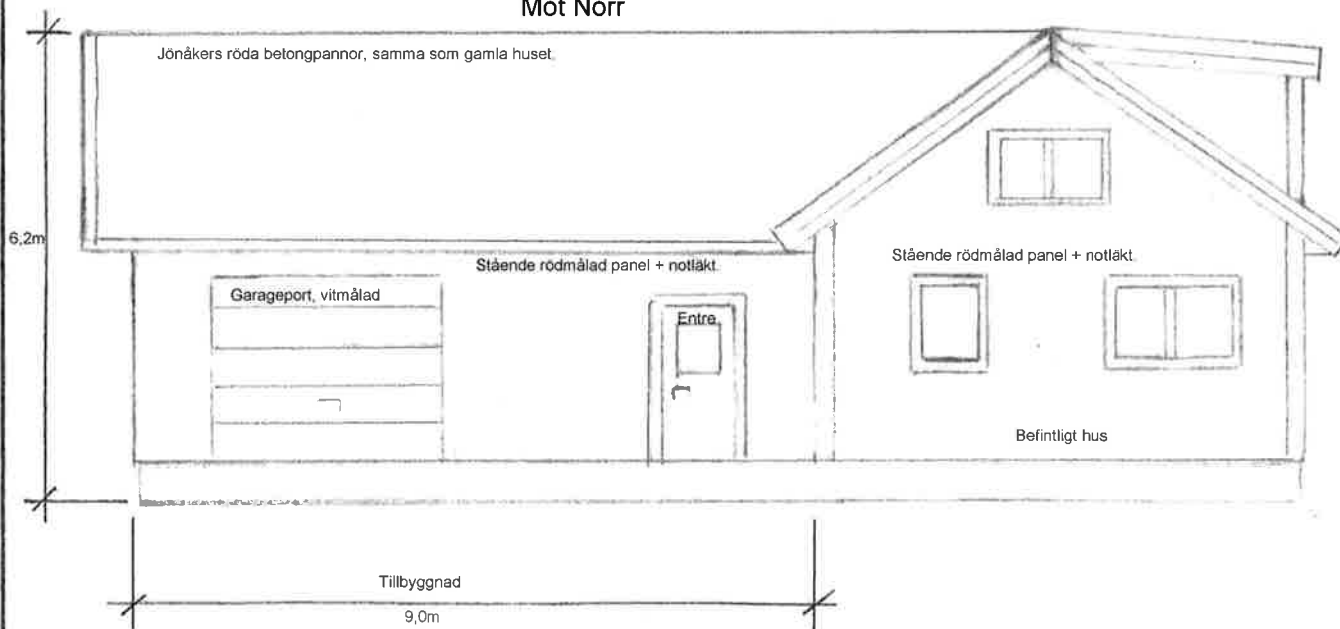 Mot Norr
Jönåkers röda betongpannor, samma som gamla huset.
6,2m
Stående rödmålad panel + notläkt.
Stående rödmålad panel + notläkt.
Garageport, vitmålad
Entre.
Befintligt hus
Tillbyggnad
9,0m